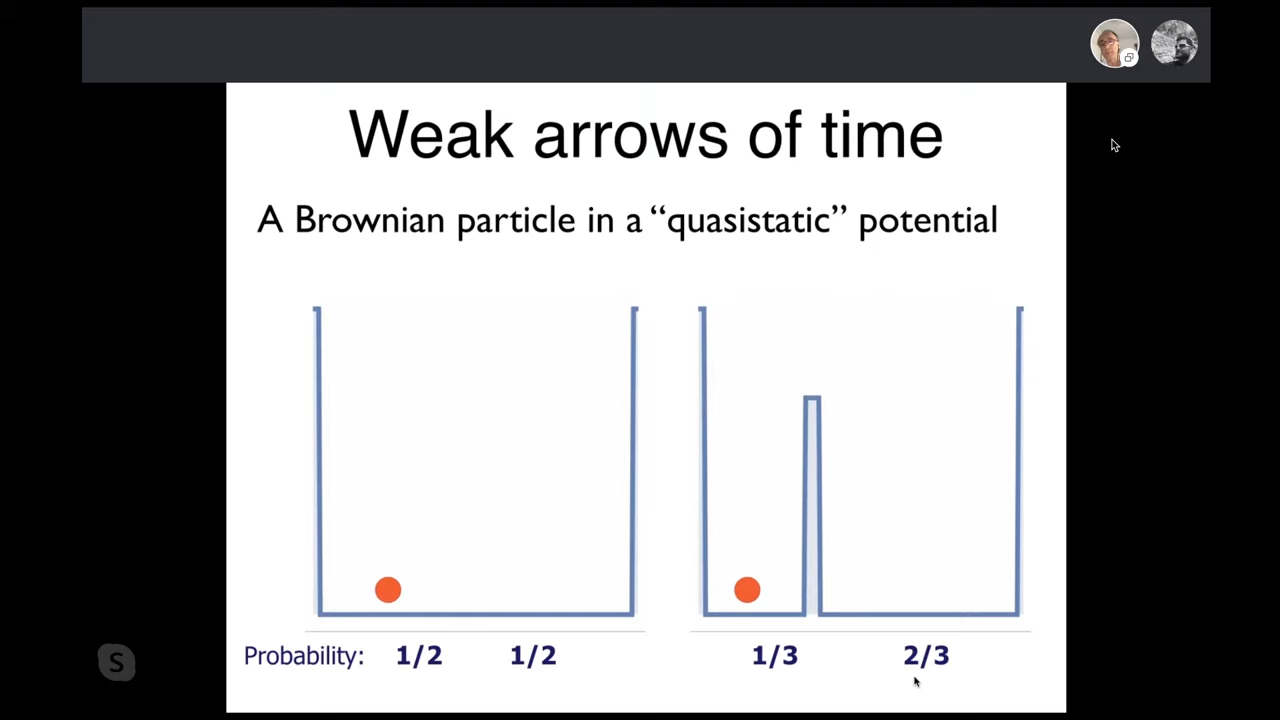 Weak arrows of time
A Brownian particle in a “quasistatic” potential
Probability: 1/2 1/2 1/3 2/3
S